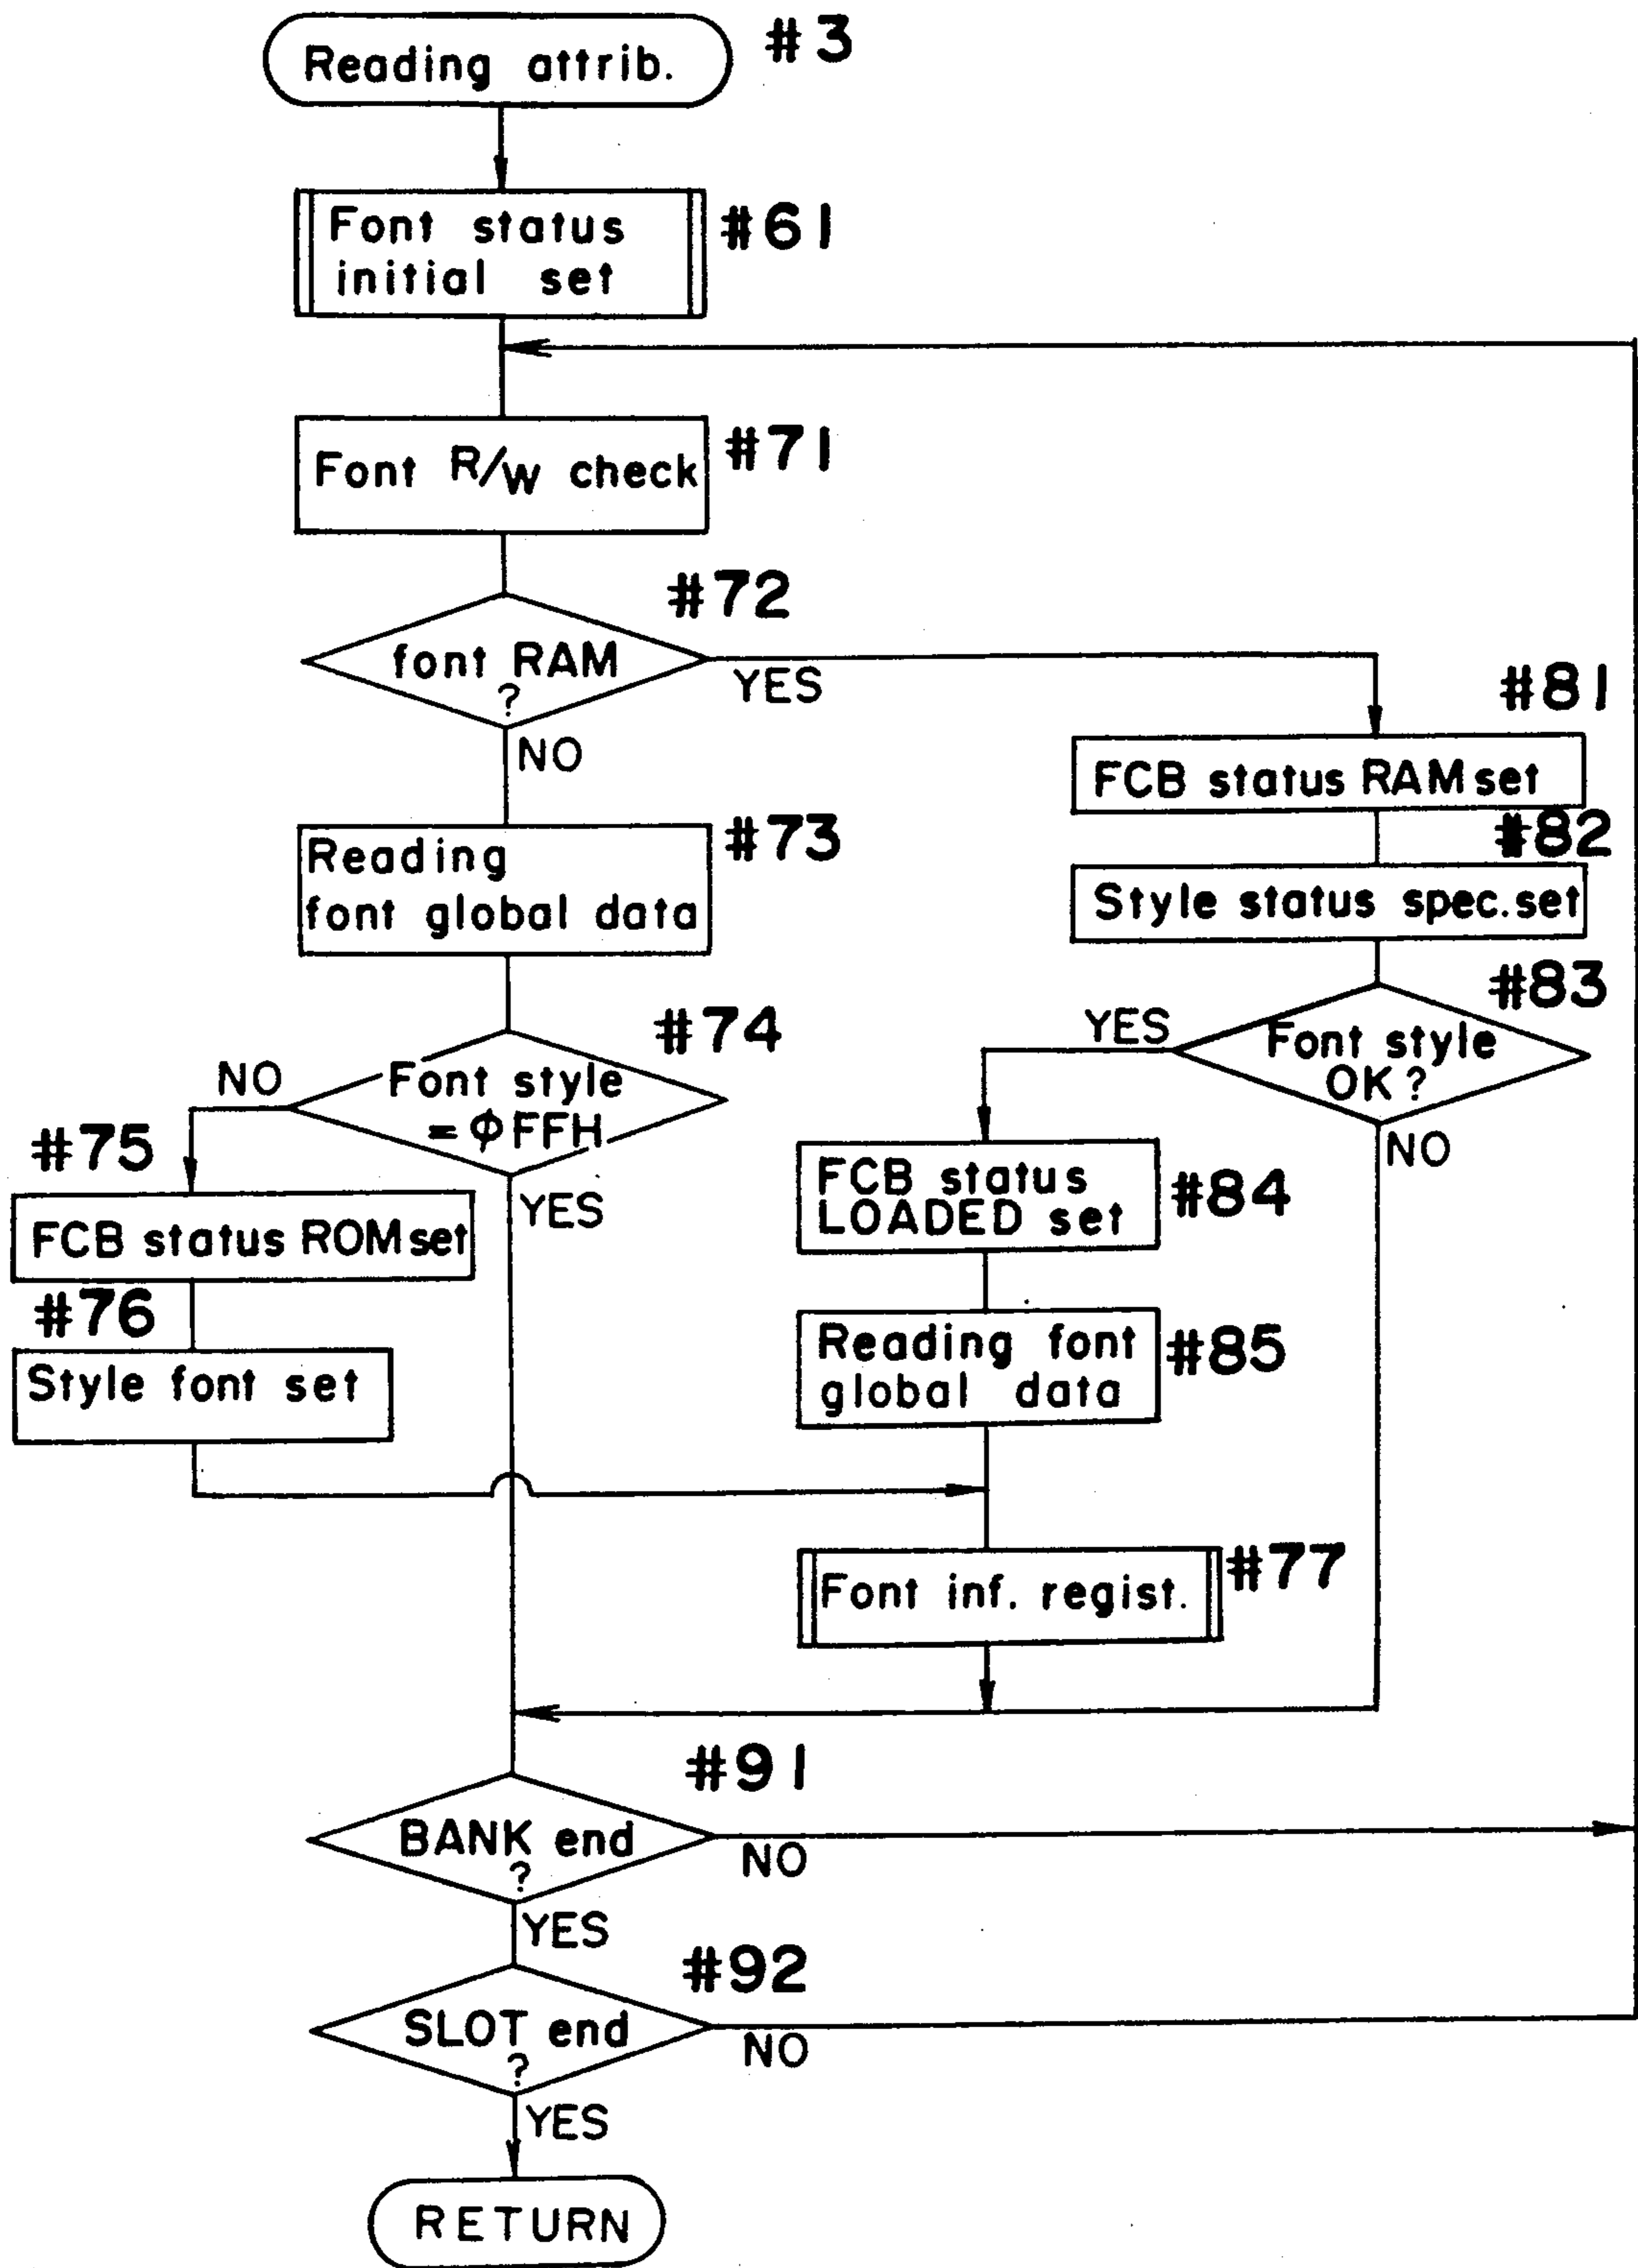 Reading attrib.
#3
Font status
initial set
#61
Font R/W check
#71
#72
font RAM
?
YES
NO
#81
FCB status RAM set
#82
Style status spec. set
#73
Reading
font global data
#83
YES
Font style
OK?
NO
#74
NO
Font style
= φFFH
YES
#75
FCB status ROM set
#76
Style font set
FCB status
LOADED set
#84
Reading font
global data
#85
Font inf. regist.
#77
#91
BANK end
?
NO
YES
#92
SLOT end
?
NO
YES
RETURN